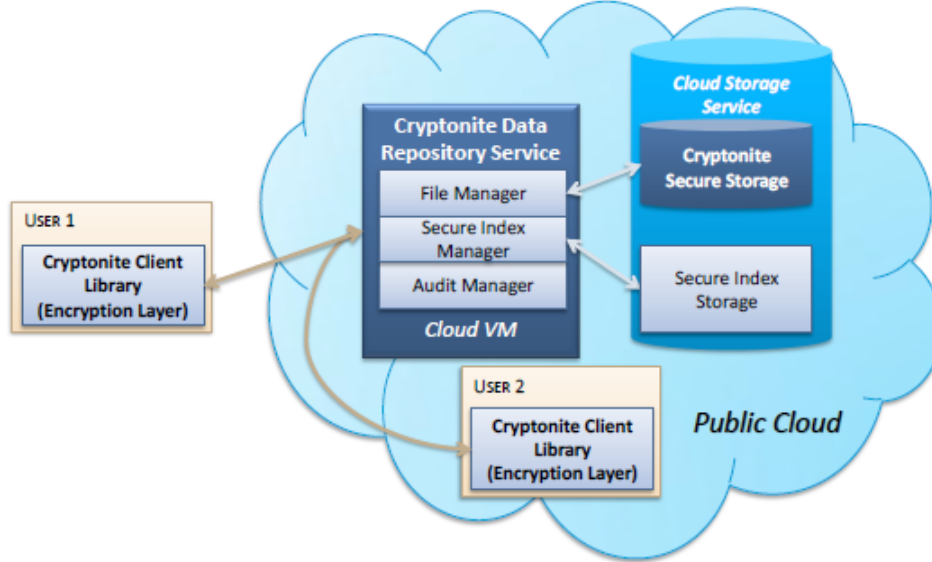 Cloud Storage
Service
Cryptonite Data
Repository Service
Cryptonite
Secure Storage
File Manager
Secure Index
Manager
Audit Manager
Cloud VM
Secure Index
Storage
USER 1
Cryptonite Client
Library
(Encryption Layer)
USER 2
Cryptonite Client
Library
(Encryption Layer)
Public Cloud